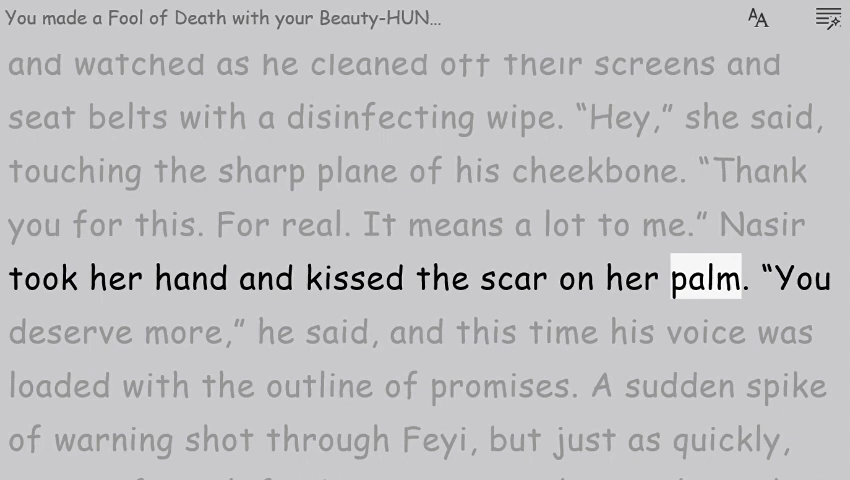 You made a Fool of Death with your Beauty-HUN...
and watched as he cleaned off their screens and
seat belts with a disinfecting wipe. “Hey,” she said,
touching the sharp plane of his cheekbone. “Thank
you for this. For real. It means a lot to me.” Nasir
took her hand and kissed the scar on her palm. “You
deserve more,” he said, and this time his voice was
loaded with the outline of promises. A sudden spike
of warning shot through Feyi, but just as quickly,